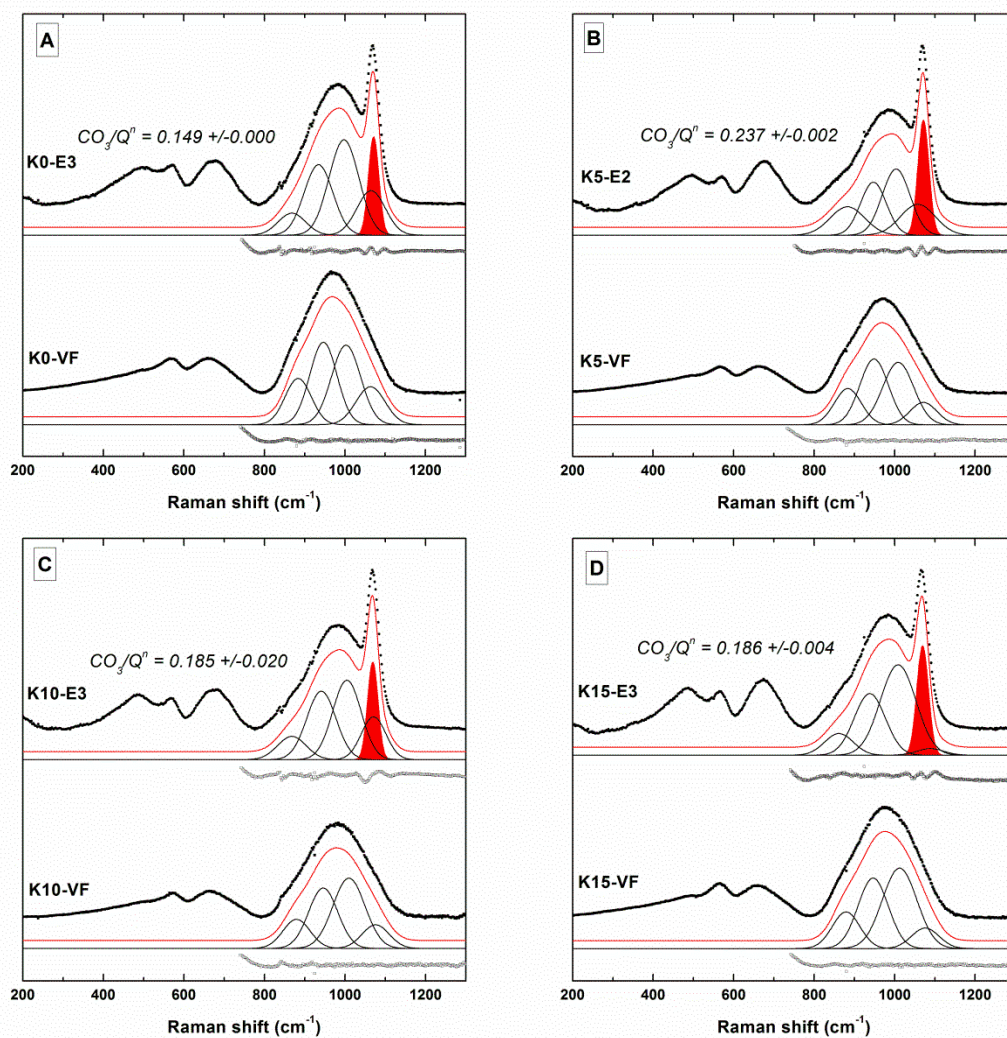 A
CO3/Qn = 0.149 +/-0.000
K0-E3
K0-VF
200 400 600 800 1000 1200
Raman shift (cm-1)
B
CO3/Qn = 0.237 +/-0.002
K5-E2
K5-VF
200 400 600 800 1000 1200
Raman shift (cm-1)
C
CO3/Qn = 0.185 +/-0.020
K10-E3
K10-VF
200 400 600 800 1000 1200
Raman shift (cm-1)
D
CO3/Qn = 0.186 +/-0.004
K15-E3
K15-VF
200 400 600 800 1000 1200
Raman shift (cm-1)